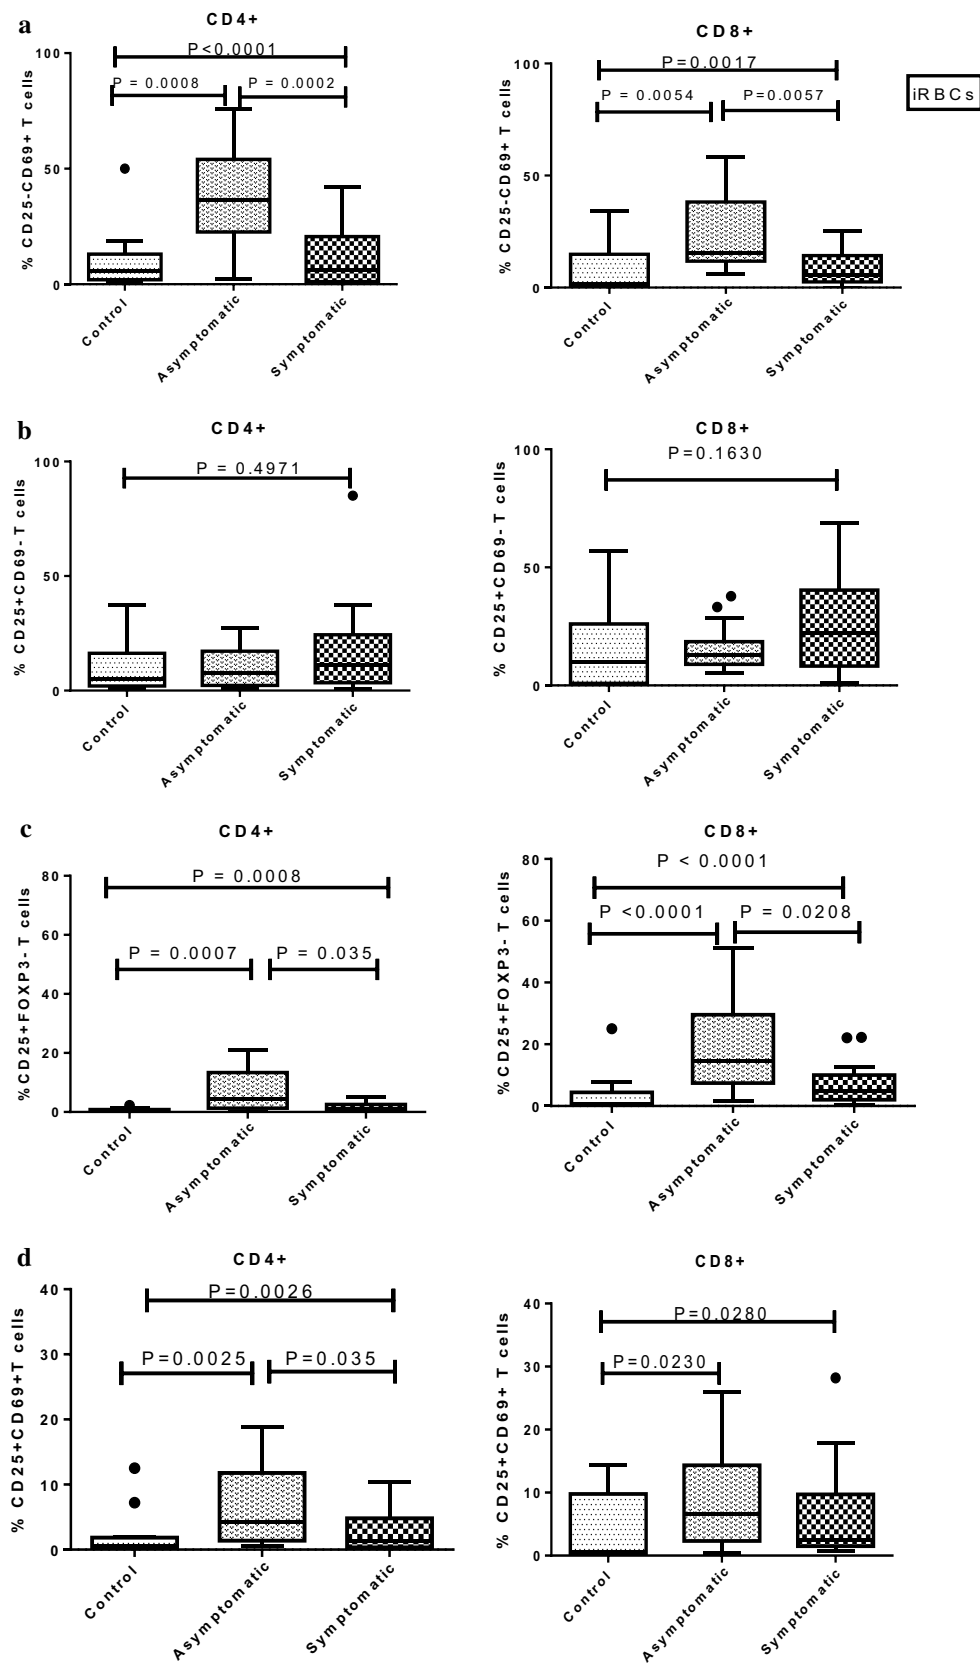 a
CD4+
% CD25-CD69+ T cells
100
50
0
P<0.0001
P = 0.0008
P = 0.0002
Control
Asymptomatic
Symptomatic
CD8+
% CD25-CD69+ T cells
100
50
0
P=0.0017
P = 0.0054
P=0.0057
Control
Asymptomatic
Symptomatic
iRBCs
b
CD4+
% CD25+CD69- T cells
100
50
0
P = 0.4971
Control
Asymptomatic
Symptomatic
CD8+
% CD25+CD69- T cells
100
50
0
P=0.1630
Control
Asymptomatic
Symptomatic
c
CD4+
%CD25+FOXP3- T cells
80
60
40
20
0
P = 0.0008
P = 0.0007
P = 0.035
Control
Asymptomatic
Symptomatic
CD8+
%CD25+FOXP3- T cells
80
60
40
20
0
P < 0.0001
P <0.0001
P = 0.0208
Control
Asymptomatic
Symptomatic
d
CD4+
% CD25+CD69+T cells
40
30
20
10
0
P=0.0026
P=0.0025
P=0.035
Control
Asymptomatic
Symptomatic
CD8+
% CD25+CD69+ T cells
40
30
20
10
0
P=0.0280
P=0.0230
Control
Asymptomatic
Symptomatic